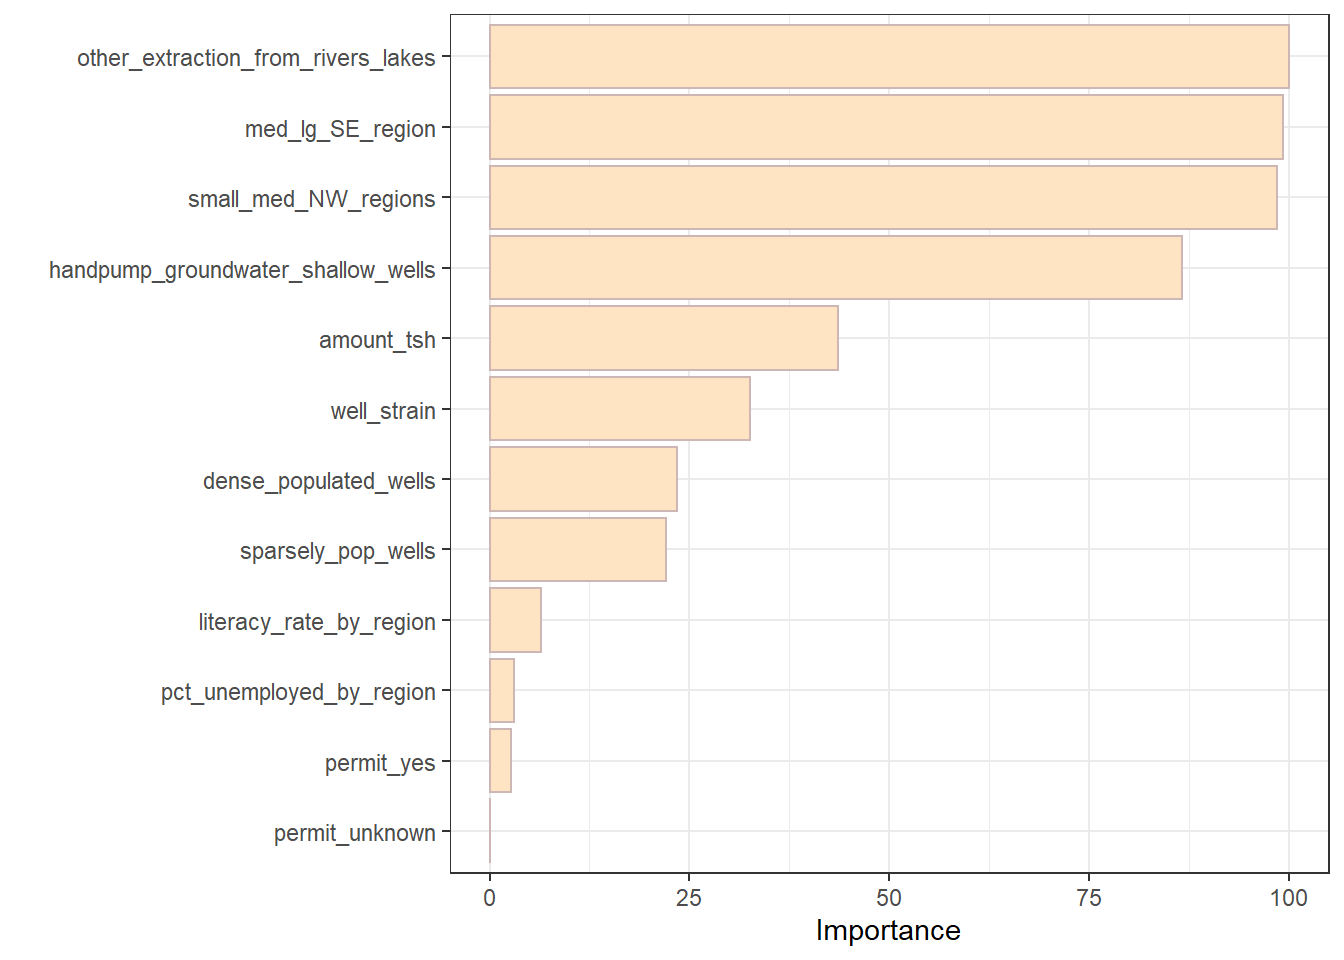 other_extraction_from_rivers_lakes
med_lg_SE_region
small_med_NW_regions
handpump_groundwater_shallow_wells
amount_tsh
well_strain
dense_populated_wells
sparsely_pop_wells
literacy_rate_by_region
pct_unemployed_by_region
permit_yes
permit_unknown
0 25 50 75 100
Importance